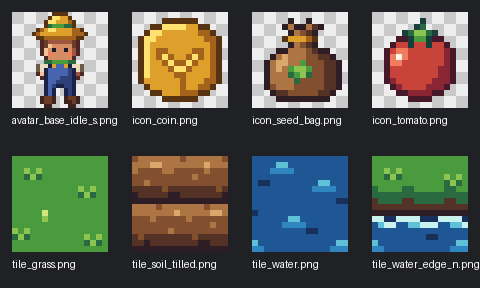 avatar_base_idle_s.png
icon_coin.png
icon_seed_bag.png
icon_tomato.png
tile_grass.png
tile_soil_tilled.png
tile_water.png
tile_water_edge_n.png